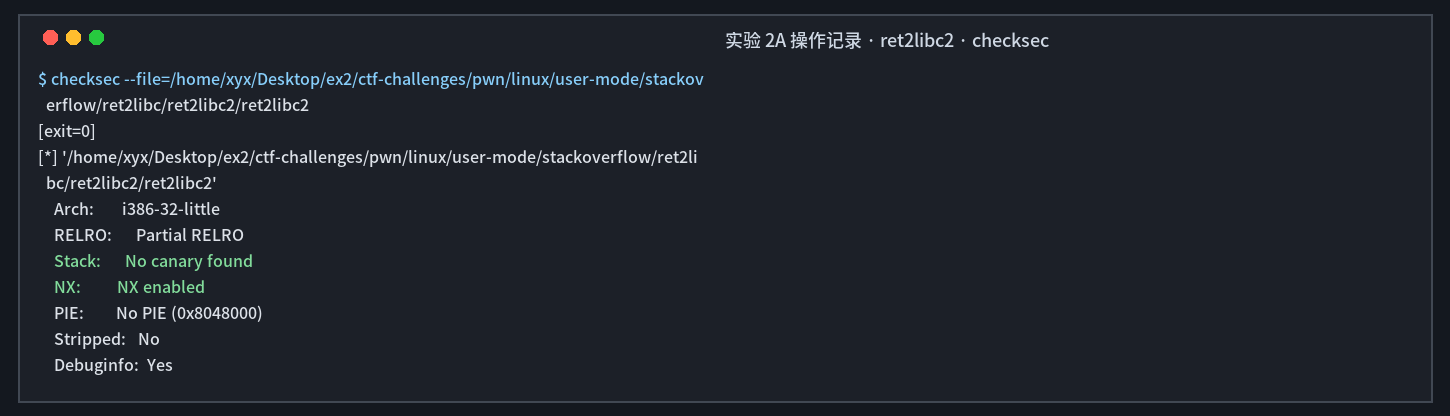 实验 2A 操作记录 · ret2libc2 · checksec
$ checksec --file=/home/xyx/Desktop/ex2/ctf-challenges/pwn/linux/user-mode/stackov
erflow/ret2libc/ret2libc2/ret2libc2
[exit=0]
[*] '/home/xyx/Desktop/ex2/ctf-challenges/pwn/linux/user-mode/stackoverflow/ret2li
bc/ret2libc2/ret2libc2'
Arch: i386-32-little
RELRO: Partial RELRO
Stack: No canary found
NX: NX enabled
PIE: No PIE (0x8048000)
Stripped: No
Debuginfo: Yes